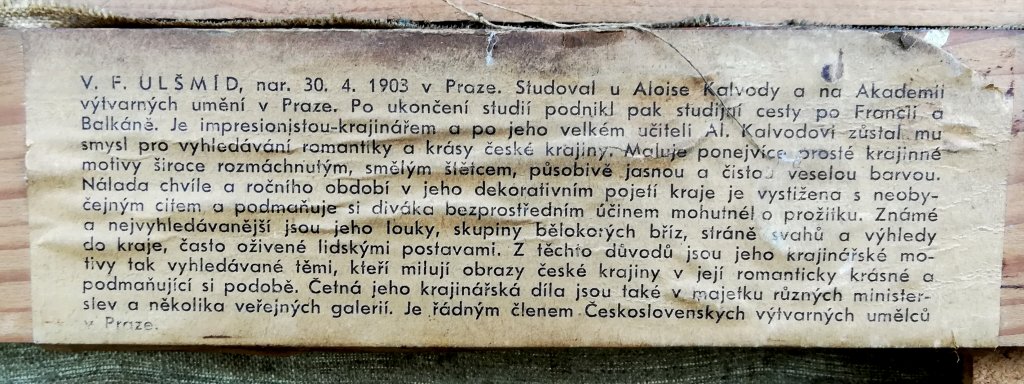 V. F. ULŠMÍD, nar. 30. 4. 1903 v Praze. Studoval u Aloise Kalvody a na Akademii
výtvarných umění v Praze. Po ukončení studií podnikl pak studijní cesty po Francii a
Balkáně. Je impresionistou-krajinářem a po jeho velkém učiteli Al. Kalvodovi zůstal mu
smysl pro vyhledávání romantiky a krásy české krajiny. Maluje ponejvíce prosté krajinné
motivy široce rozmáchnutým, smělým štětcem, působivě jasnou a čistou veselou barvou.
Nálada chvíle a ročního období v jeho dekorativním pojetí kraje je vystižena s neoby-
čejným citem a podmaňuje si diváka bezprostředním účinem mohutného prožitku. Známé
a nejvyhledávanější jsou jeho louky, skupiny bělokorých bříz, stráně svahů a výhledy
do kraje, často oživené lidskými postavami. Z těchto důvodů jsou jeho krajinářské mo-
tivy tak vyhledávané těmi, kteří milují obrazy české krajiny v její romanticky krásné a
podmaňující si podobě. Četná jeho krajinářská díla jsou také v majetku různých minister-
stev a několika veřejných galerií. Je řádným členem Československých výtvarných umělců
v Praze.